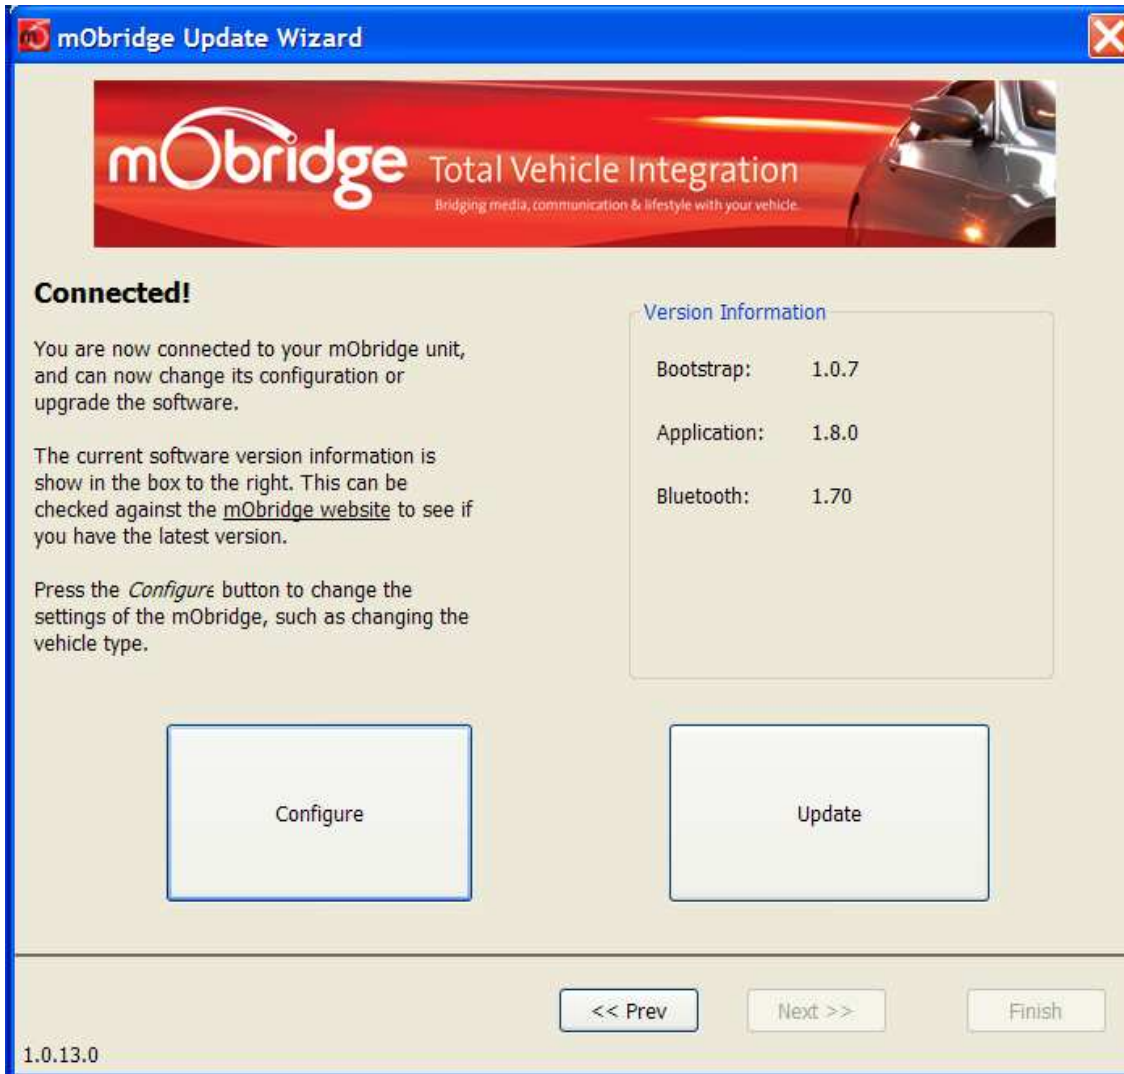 mObridge Update Wizard
mObridge Total Vehicle Integration
Bridging media, communication & lifestyle with your vehicle.
Connected!
You are now connected to your mObridge unit,
and can now change its configuration or
upgrade the software.
The current software version information is
show in the box to the right. This can be
checked against the mObridge website to see if
you have the latest version.
Press the Configure button to change the
settings of the mObridge, such as changing the
vehicle type.
Version Information
Bootstrap: 1.0.7
Application: 1.8.0
Bluetooth: 1.70
Configure
Update
<< Prev
Next >>
Finish
1.0.13.0